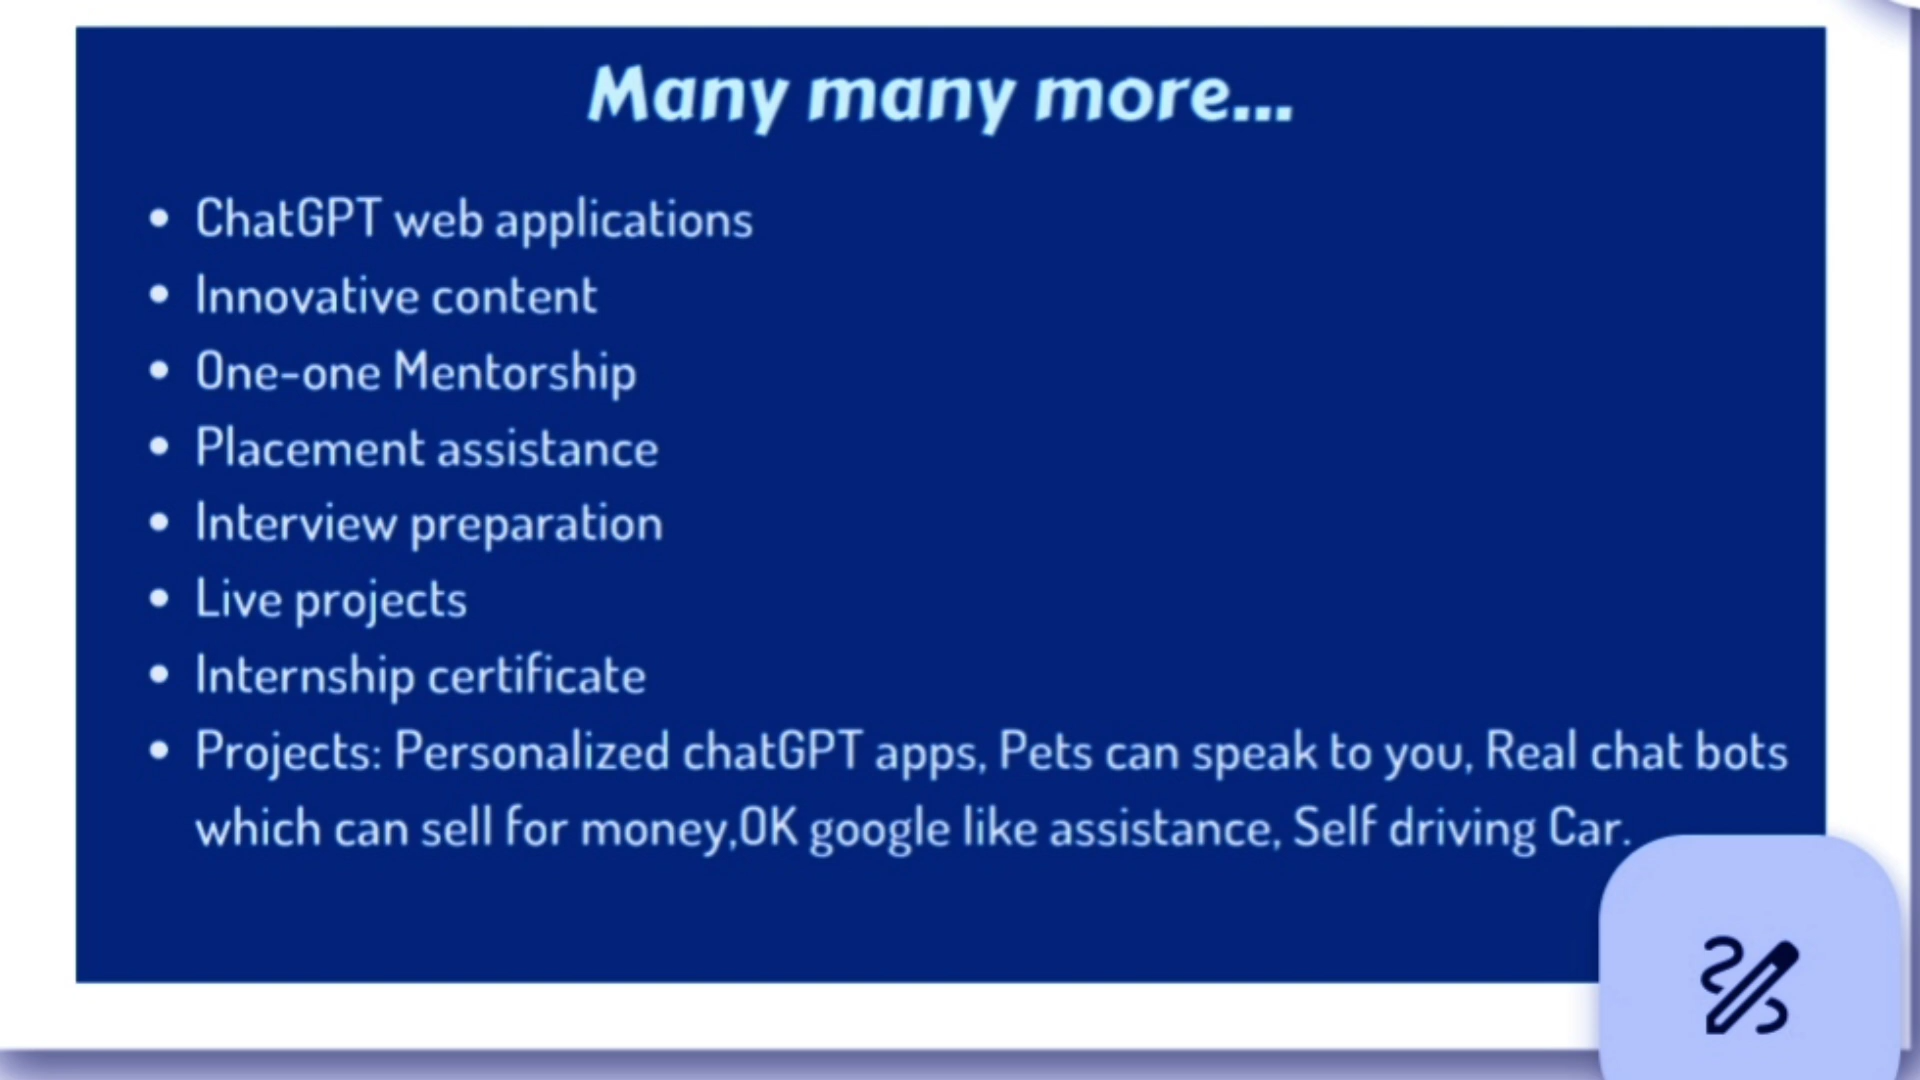 Many many more...
• ChatGPT web applications
• Innovative content
• One-one Mentorship
• Placement assistance
• Interview preparation
• Live projects
• Internship certificate
• Projects: Personalized chatGPT apps, Pets can speak to you, Real chat bots
which can sell for money,OK google like assistance, Self driving Car.